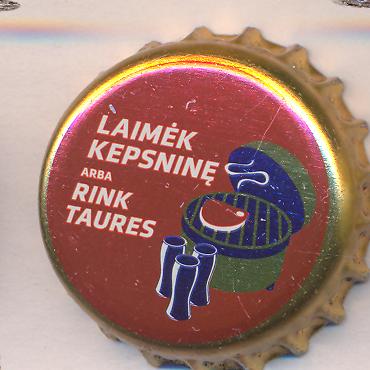 LAIMĖK
KEPSNINĘ
ARBA
RINK
TAURES